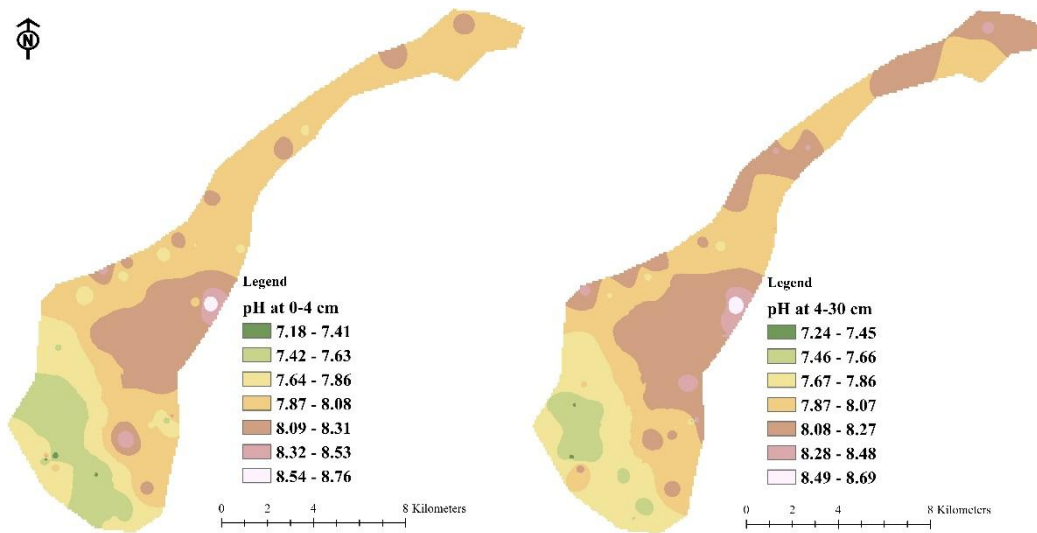 N
Legend
pH at 0-4 cm
7.18 - 7.41
7.42 - 7.63
7.64 - 7.86
7.87 - 8.08
8.09 - 8.31
8.32 - 8.53
8.54 - 8.76
0 2 4 8 Kilometers
Legend
pH at 4-30 cm
7.24 - 7.45
7.46 - 7.66
7.67 - 7.86
7.87 - 8.07
8.08 - 8.27
8.28 - 8.48
8.49 - 8.69
0 2 4 8 Kilometers